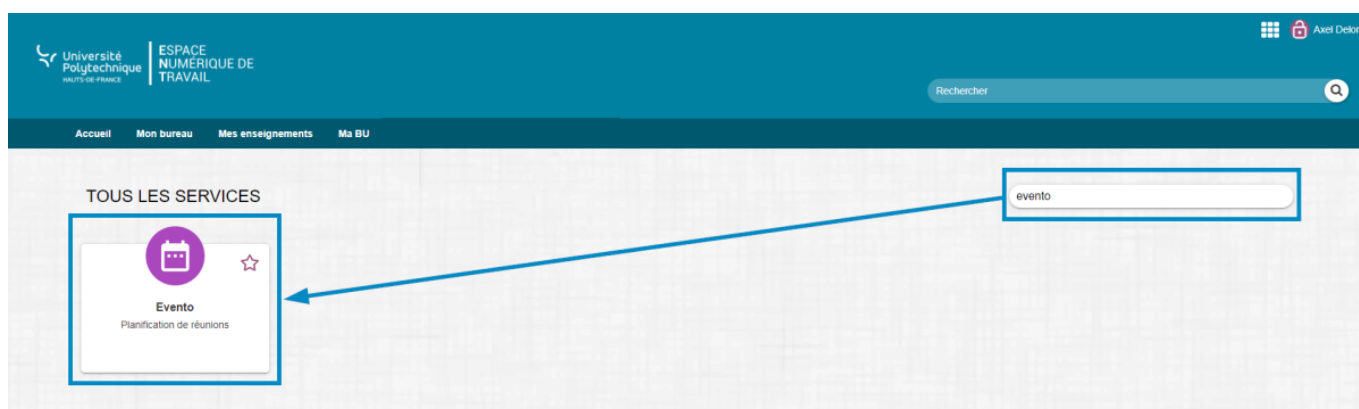 Université
Polytechnique
HAUTS-DE-FRANCE
ESPACE
NUMÉRIQUE DE
TRAVAIL
Axel Delor
Rechercher
Accueil Mon bureau Mes enseignements Ma BU
TOUS LES SERVICES
evento
Evento
Planification de réunions